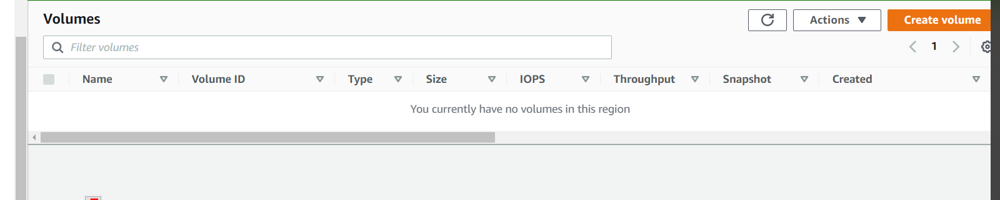 Volumes
Actions
Create volume
Filter volumes
1
Name Volume ID Type Size IOPS Throughput Snapshot Created
You currently have no volumes in this region